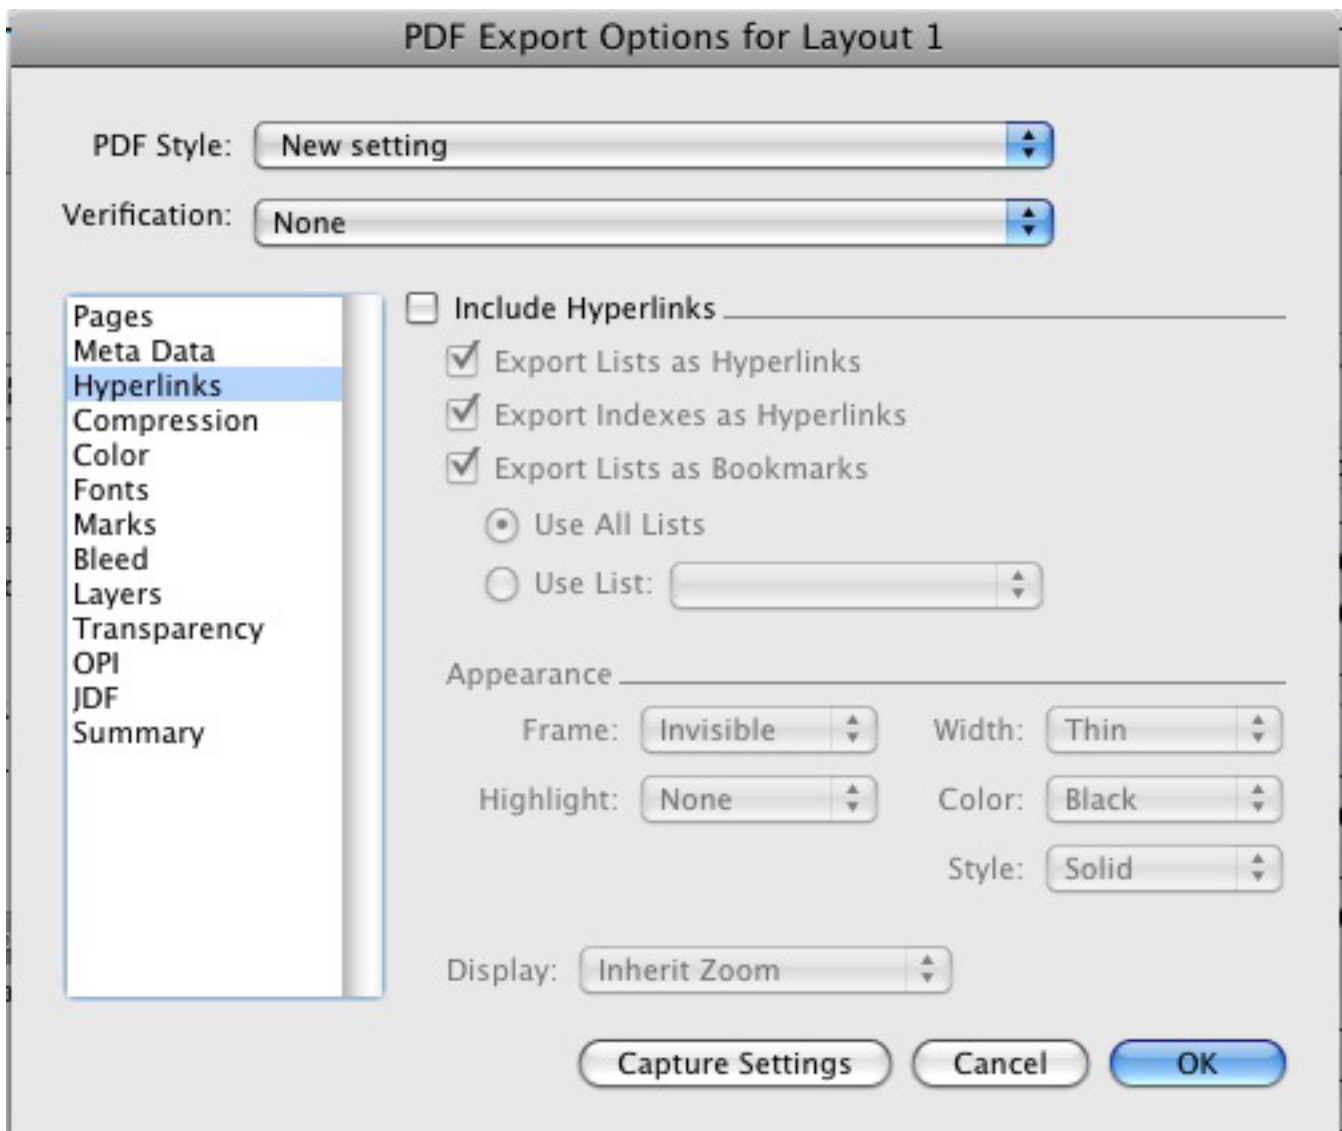 PDF Export Options for Layout 1
PDF Style: New setting
Verification: None
Pages
Meta Data
Hyperlinks
Compression
Color
Fonts
Marks
Bleed
Layers
Transparency
OPI
JDF
Summary
Include Hyperlinks
Export Lists as Hyperlinks
Export Indexes as Hyperlinks
Export Lists as Bookmarks
Use All Lists
Use List:
Appearance
Frame: Invisible Width: Thin
Highlight: None Color: Black
Style: Solid
Display: Inherit Zoom
Capture Settings Cancel OK